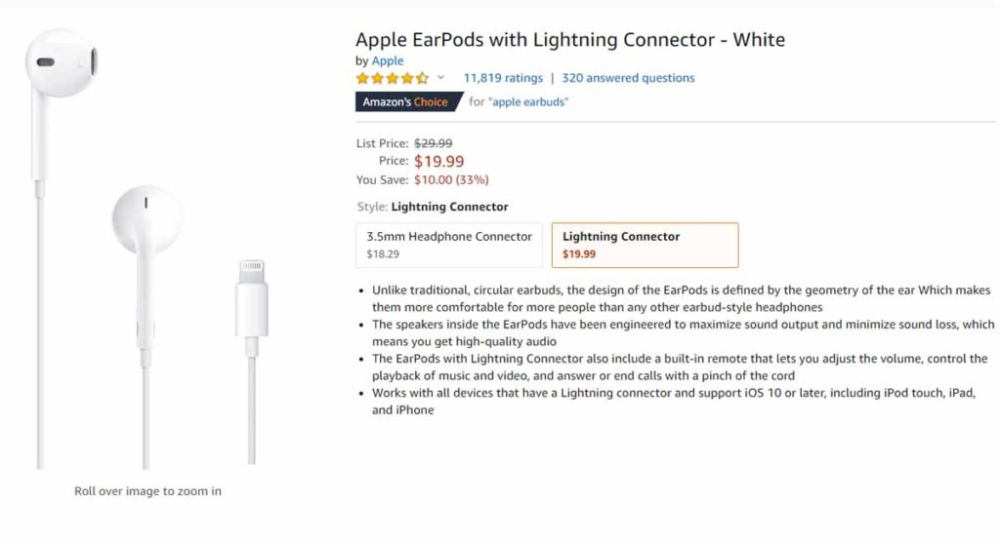 Apple EarPods with Lightning Connector - White
by Apple
11,819 ratings | 320 answered questions
Amazon's Choice for "apple earbuds"
List Price: $29.99
Price: $19.99
You Save: $10.00 (33%)
Style: Lightning Connector
3.5mm Headphone Connector
$18.29
Lightning Connector
$19.99
• Unlike traditional, circular earbuds, the design of the EarPods is defined by the geometry of the ear Which makes
them more comfortable for more people than any other earbud-style headphones
• The speakers inside the EarPods have been engineered to maximize sound output and minimize sound loss, which
means you get high-quality audio
• The EarPods with Lightning Connector also include a built-in remote that lets you adjust the volume, control the
playback of music and video, and answer or end calls with a pinch of the cord
• Works with all devices that have a Lightning connector and support iOS 10 or later, including iPod touch, iPad,
and iPhone
Roll over image to zoom in